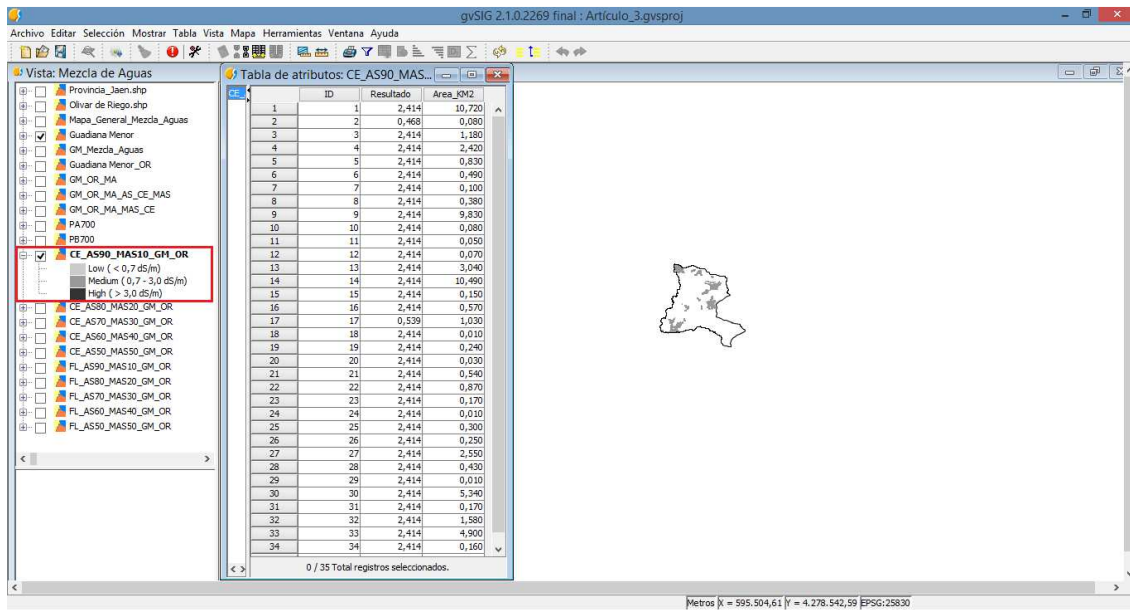 gvSIG 2.1.0.2269 final : Artículo_3.gvsproj
Archivo Editar Selección Mostrar Tabla Vista Mapa Herramientas Ventana Ayuda
Vista: Mezcla de Aguas
Provincia_Jaen.shp
Olivar de Riego.shp
Mapa_General_Mezcla_Aguas
Guadiana Menor
GM_Mezcla_Aguas
Guadiana Menor_OR
GM_OR_MA
GM_OR_MA_AS_CE_MAS
GM_OR_MA_MAS_CE
PA700
PB700
CE_AS90_MAS10_GM_OR
Low ( < 0,7 dS/m)
Medium ( 0,7 - 3,0 dS/m)
High ( > 3,0 dS/m)
CE_AS80_MAS20_GM_OR
CE_AS70_MAS30_GM_OR
CE_AS60_MAS40_GM_OR
CE_AS50_MAS50_GM_OR
FL_AS90_MAS10_GM_OR
FL_AS80_MAS20_GM_OR
FL_AS70_MAS30_GM_OR
FL_AS60_MAS40_GM_OR
FL_AS50_MAS50_GM_OR
Tabla de atributos: CE_AS90_MAS...
CE_
ID Resultado Area_KM2
1 1 2,414 10,720
2 2 0,468 0,080
3 3 2,414 1,180
4 4 2,414 2,420
5 5 2,414 0,830
6 6 2,414 0,490
7 7 2,414 0,100
8 8 2,414 0,380
9 9 2,414 9,830
10 10 2,414 0,080
11 11 2,414 0,050
12 12 2,414 0,070
13 13 2,414 3,040
14 14 2,414 10,490
15 15 2,414 0,150
16 16 2,414 0,570
17 17 0,539 1,030
18 18 2,414 0,010
19 19 2,414 0,240
20 20 2,414 0,030
21 21 2,414 0,540
22 22 2,414 0,870
23 23 2,414 0,170
24 24 2,414 0,010
25 25 2,414 0,300
26 26 2,414 0,250
27 27 2,414 2,550
28 28 2,414 0,430
29 29 2,414 0,010
30 30 2,414 5,340
31 31 2,414 0,170
32 32 2,414 1,580
33 33 2,414 4,900
34 34 2,414 0,160
0 / 35 Total registros seleccionados.
Metros X = 595.504,61 Y = 4.278.542,59 EPSG:25830